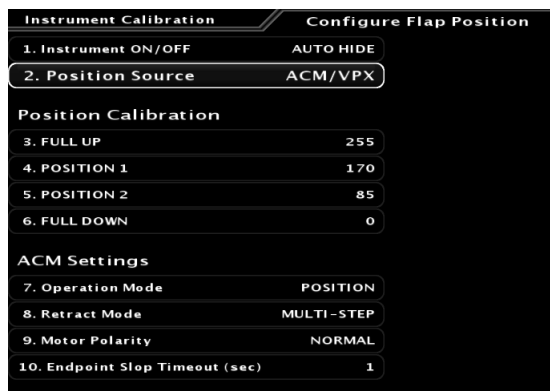 Instrument Calibration
Configure Flap Position
1. Instrument ON/OFF AUTO HIDE
2. Position Source ACM/VPX
Position Calibration
3. FULL UP 255
4. POSITION 1 170
5. POSITION 2 85
6. FULL DOWN 0
ACM Settings
7. Operation Mode POSITION
8. Retract Mode MULTI-STEP
9. Motor Polarity NORMAL
10. Endpoint Slop Timeout (sec) 1